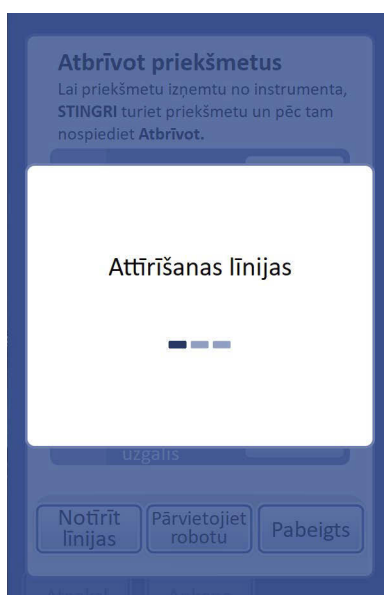 Atbrīvot priekšmetus
Lai priekšmetu izņemtu no instrumenta,
STINGRI turiet priekšmetu un pēc tam
nospiediet Atbrīvot.
Attīrīšanas līnijas
uzgalis
Notīrīt
līnijas
Pārvietojiet
robotu
Pabeigts